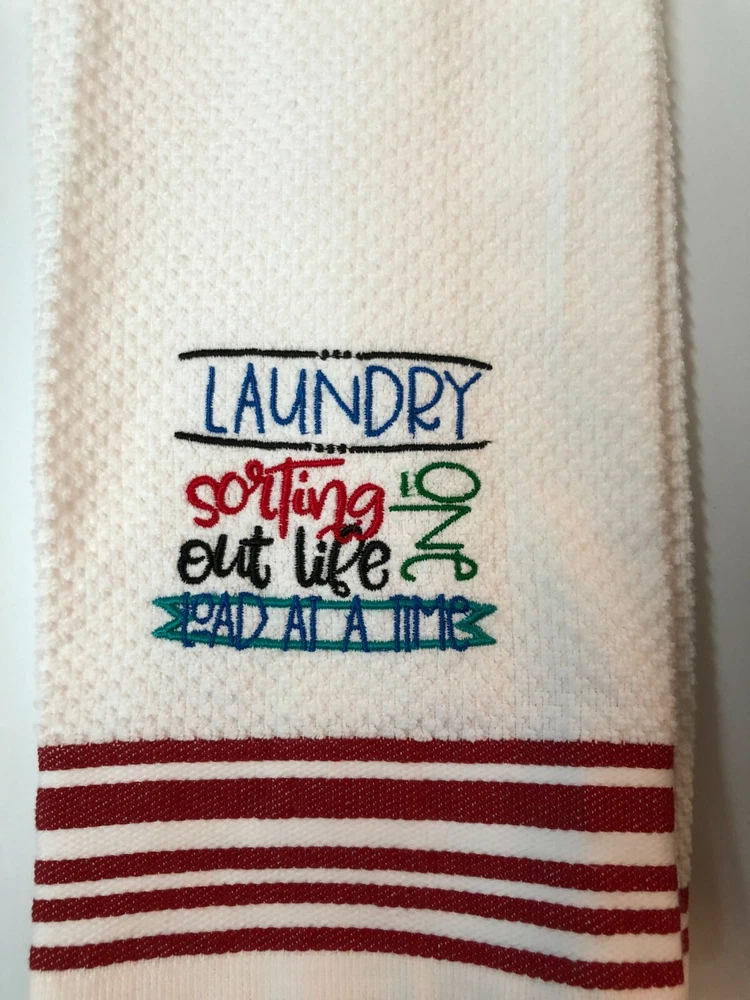 LAUNDRY
sorting
out life
ONE
LOAD AT A TIME